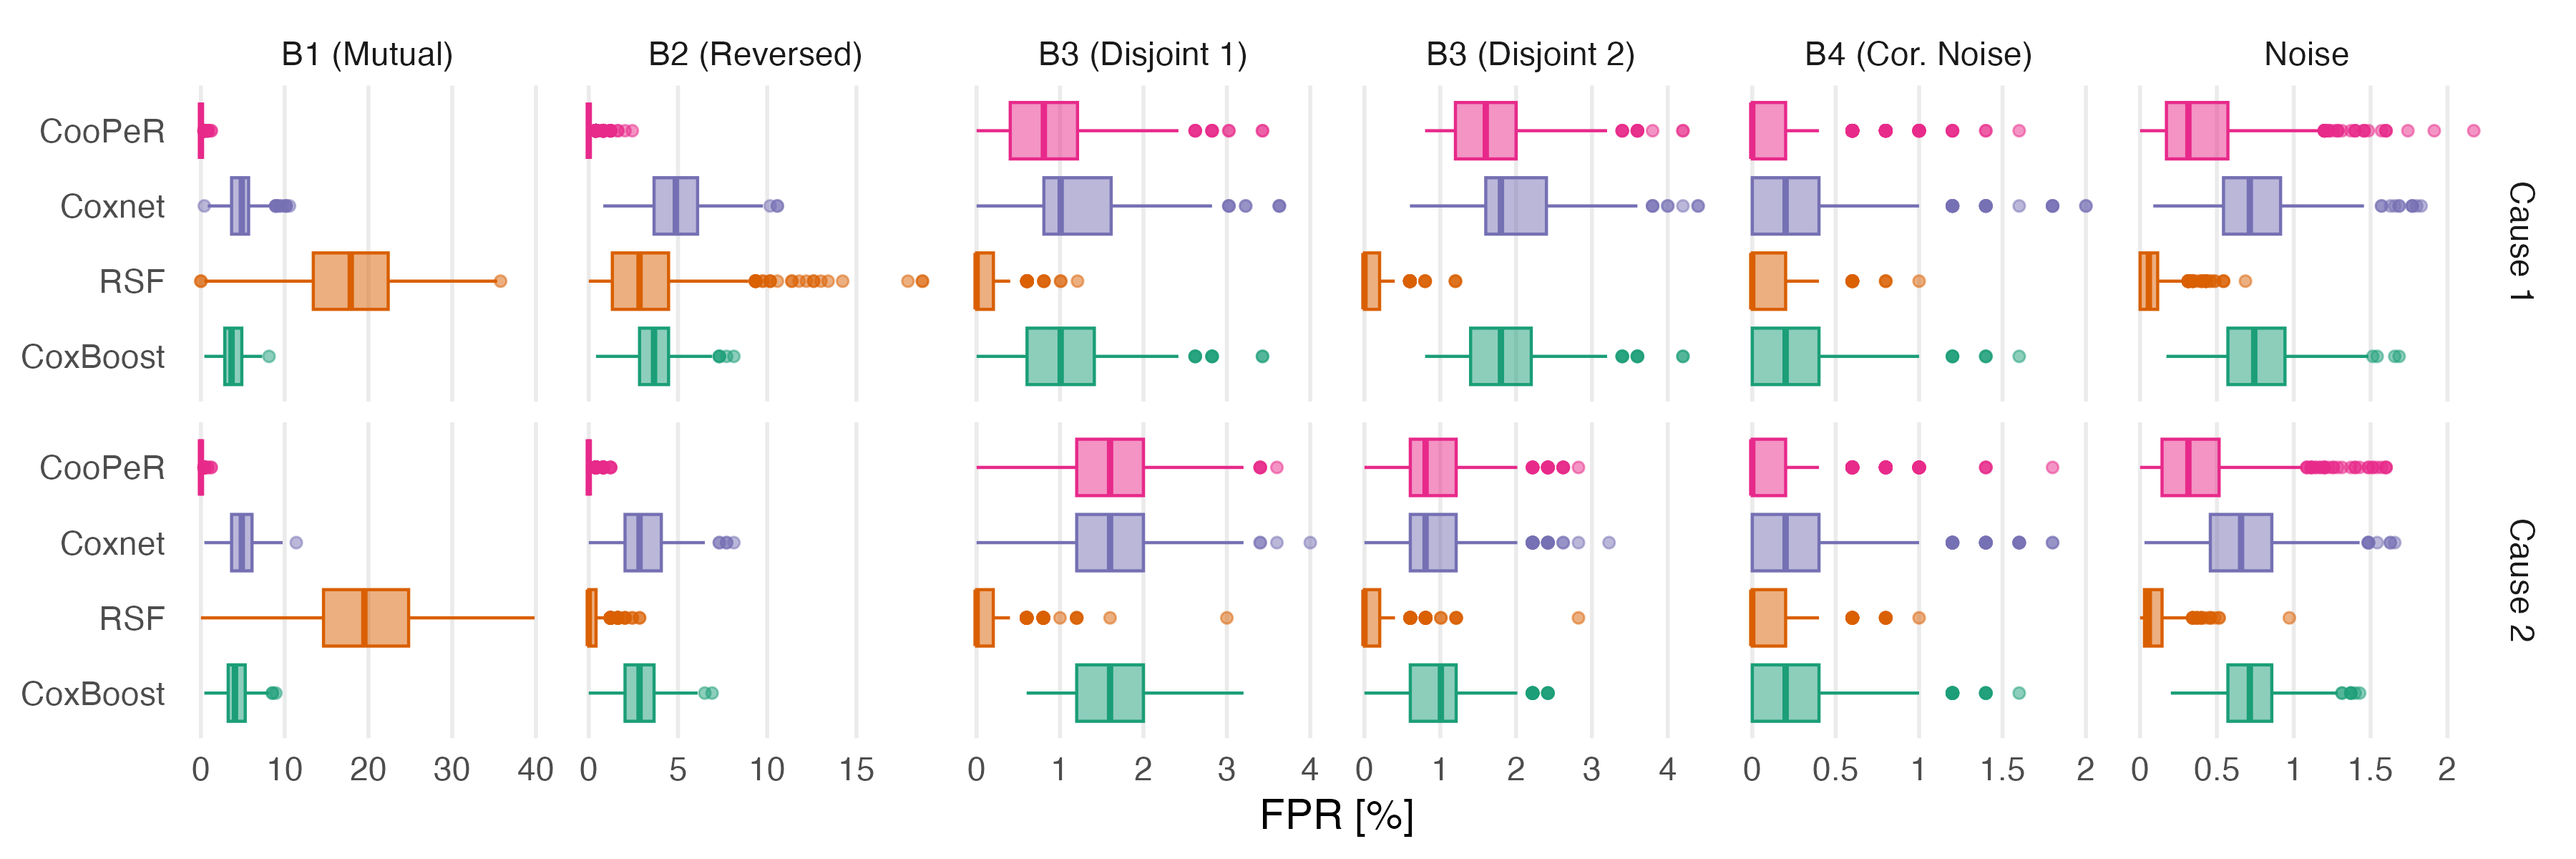 B1 (Mutual) B2 (Reversed) B3 (Disjoint 1) B3 (Disjoint 2) B4 (Cor. Noise) Noise
CooPeR
Coxnet
RSF
CoxBoost
Cause 1
CooPeR
Coxnet
RSF
CoxBoost
Cause 2
0 10 20 30 40 0 5 10 15 0 1 2 3 4 0 1 2 3 4 0 0.5 1 1.5 2 0 0.5 1 1.5 2
FPR [%]